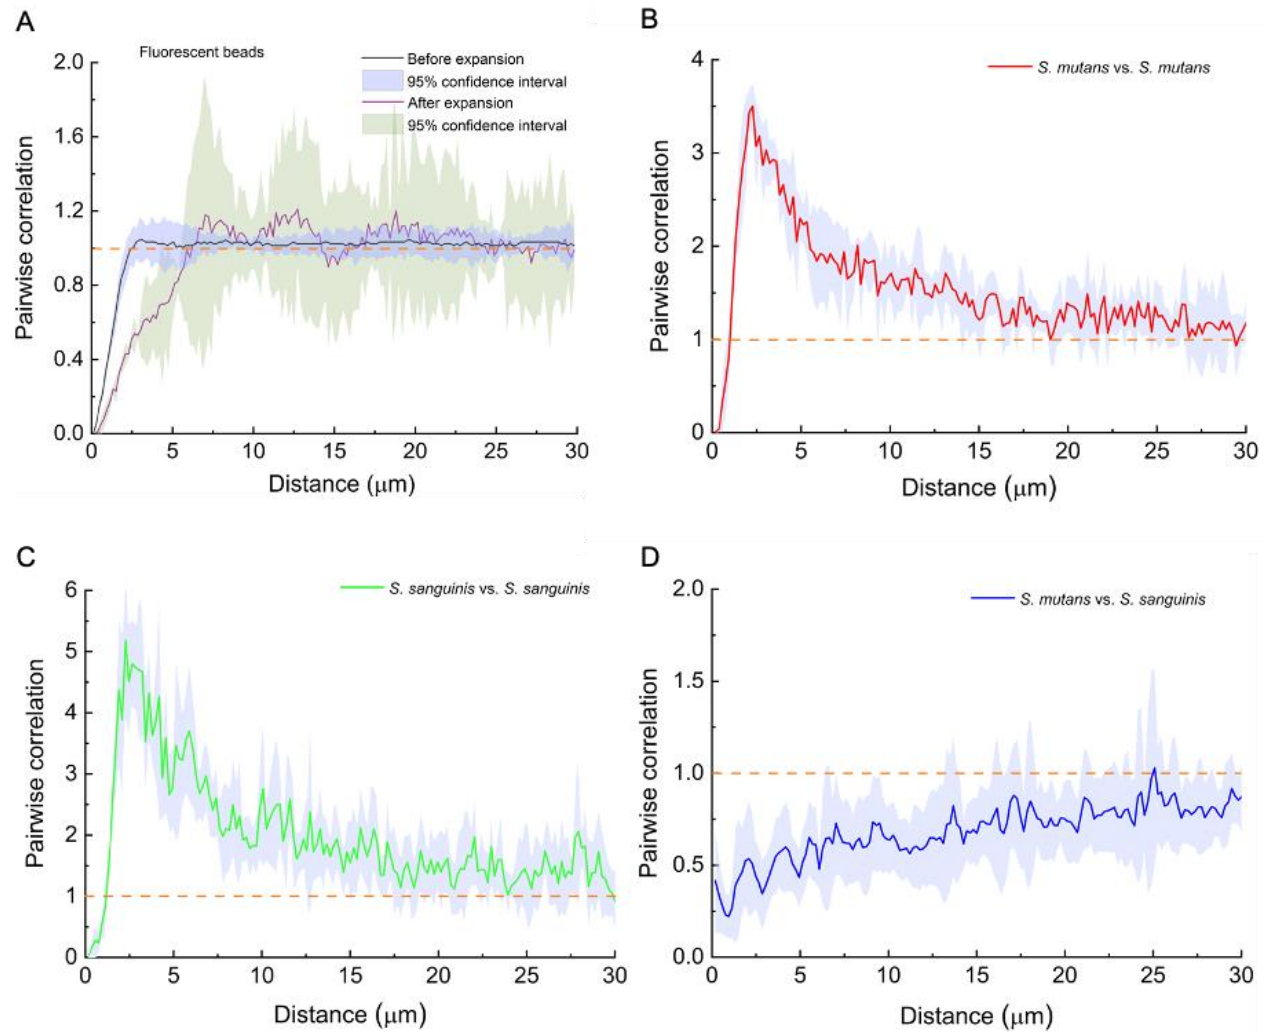 A
Fluorescent beads
Before expansion
95% confidence interval
After expansion
95% confidence interval
Pairwise correlation
2.0
1.6
1.2
0.8
0.4
0.0
0 5 10 15 20 25 30
Distance (μm)
B
S. mutans vs. S. mutans
Pairwise correlation
4
3
2
1
0
0 5 10 15 20 25 30
Distance (μm)
C
S. sanguinis vs. S. sanguinis
Pairwise correlation
6
5
4
3
2
1
0
0 5 10 15 20 25 30
Distance (μm)
D
S. mutans vs. S. sanguinis
Pairwise correlation
2.0
1.5
1.0
0.5
0.0
0 5 10 15 20 25 30
Distance (μm)